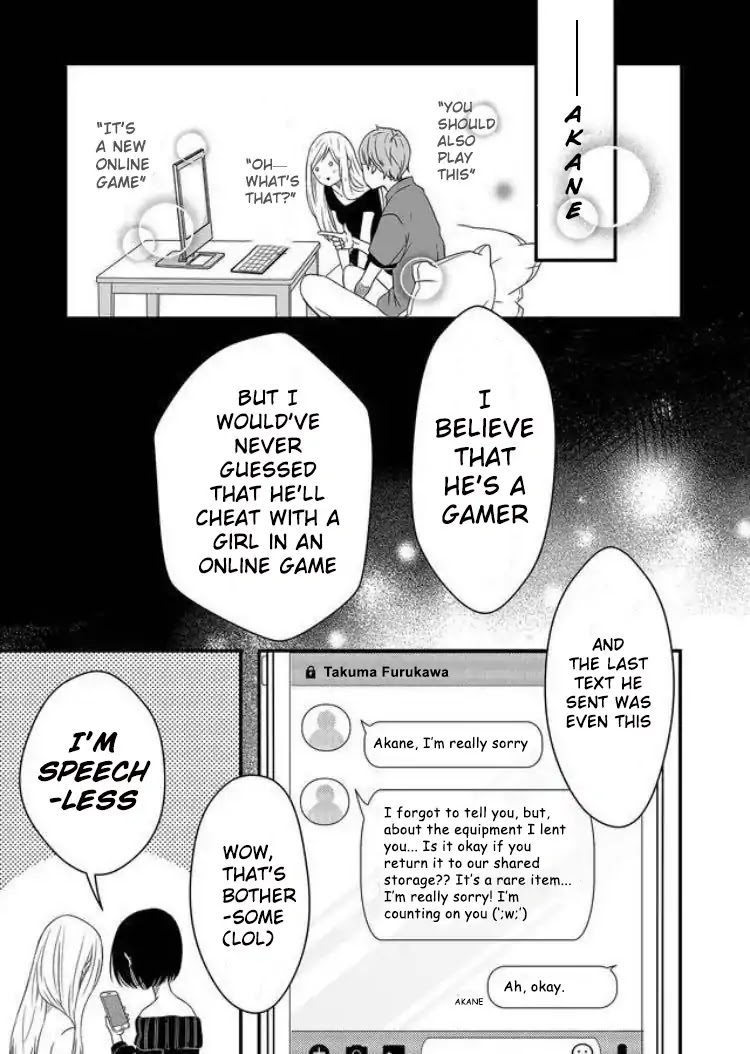 —AKANE
"YOU
SHOULD
ALSO
PLAY
THIS"
"OH—
WHAT'S
THAT?"
"IT'S
A NEW
ONLINE
GAME"
I
BELIEVE
THAT
HE'S A
GAMER
BUT I
WOULD'VE
NEVER
GUESSED
THAT HE'LL
CHEAT WITH A
GIRL IN AN
ONLINE GAME
AND
THE LAST
TEXT HE
SENT WAS
EVEN THIS
Takuma Furukawa
Akane, I'm really sorry
I forgot to tell you, but,
about the equipment I lent
you... Is it okay if you
return it to our shared
storage?? It's a rare item...
I'm really sorry! I'm
counting on you (';w;')
Ah, okay.
AKANE
WOW,
THAT'S
BOTHER
-SOME
(LOL)
I'M
SPEECH
-LESS